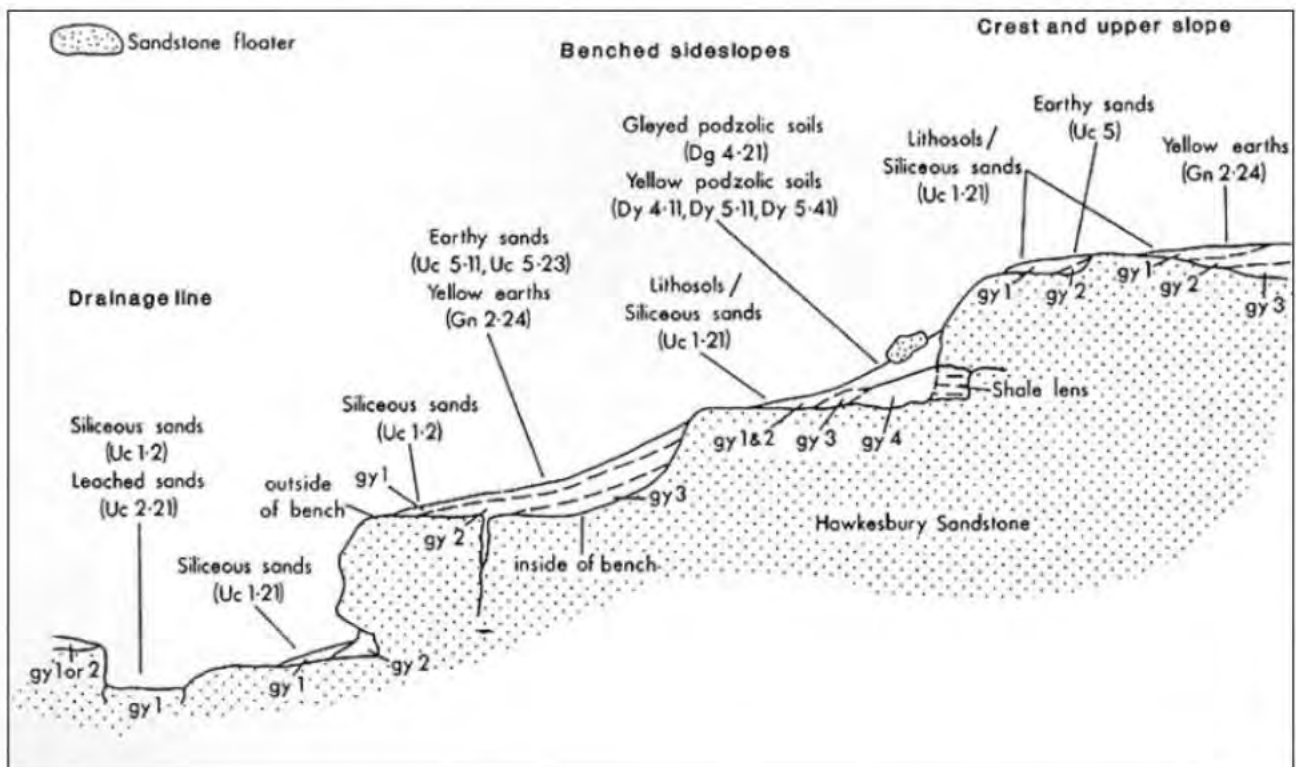 Sandstone floater
Benched sideslopes
Crest and upper slope
Drainage line
Siliceous sands
(Uc 1·2)
Leached sands
(Uc 2·21)
Siliceous sands
(Uc 1·21)
outside
of bench
Siliceous sands
(Uc 1·2)
Earthy sands
(Uc 5·11, Uc 5·23)
Yellow earths
(Gn 2·24)
Lithosols /
Siliceous sands
(Uc 1·21)
Gleyed podzolic soils
(Dg 4·21)
Yellow podzolic soils
(Dy 4·11, Dy 5·11, Dy 5·41)
Lithosols /
Siliceous sands
(Uc 1·21)
Earthy sands
(Uc 5)
Yellow earths
(Gn 2·24)
gy 1 or 2
gy 1
gy 1
gy 2
gy 1
gy 2
gy 3
inside of bench
gy 1 & 2
gy 3
gy 4
Shale lens
gy 1
gy 2
gy 1
gy 2
gy 3
Hawkesbury Sandstone